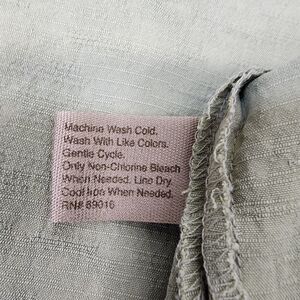 Machine Wash Cold.
Wash With Like Colors.
Gentle Cycle.
Only Non-Chlorine Bleach
When Needed. Line Dry.
Cool Iron When Needed.
RN# 89016